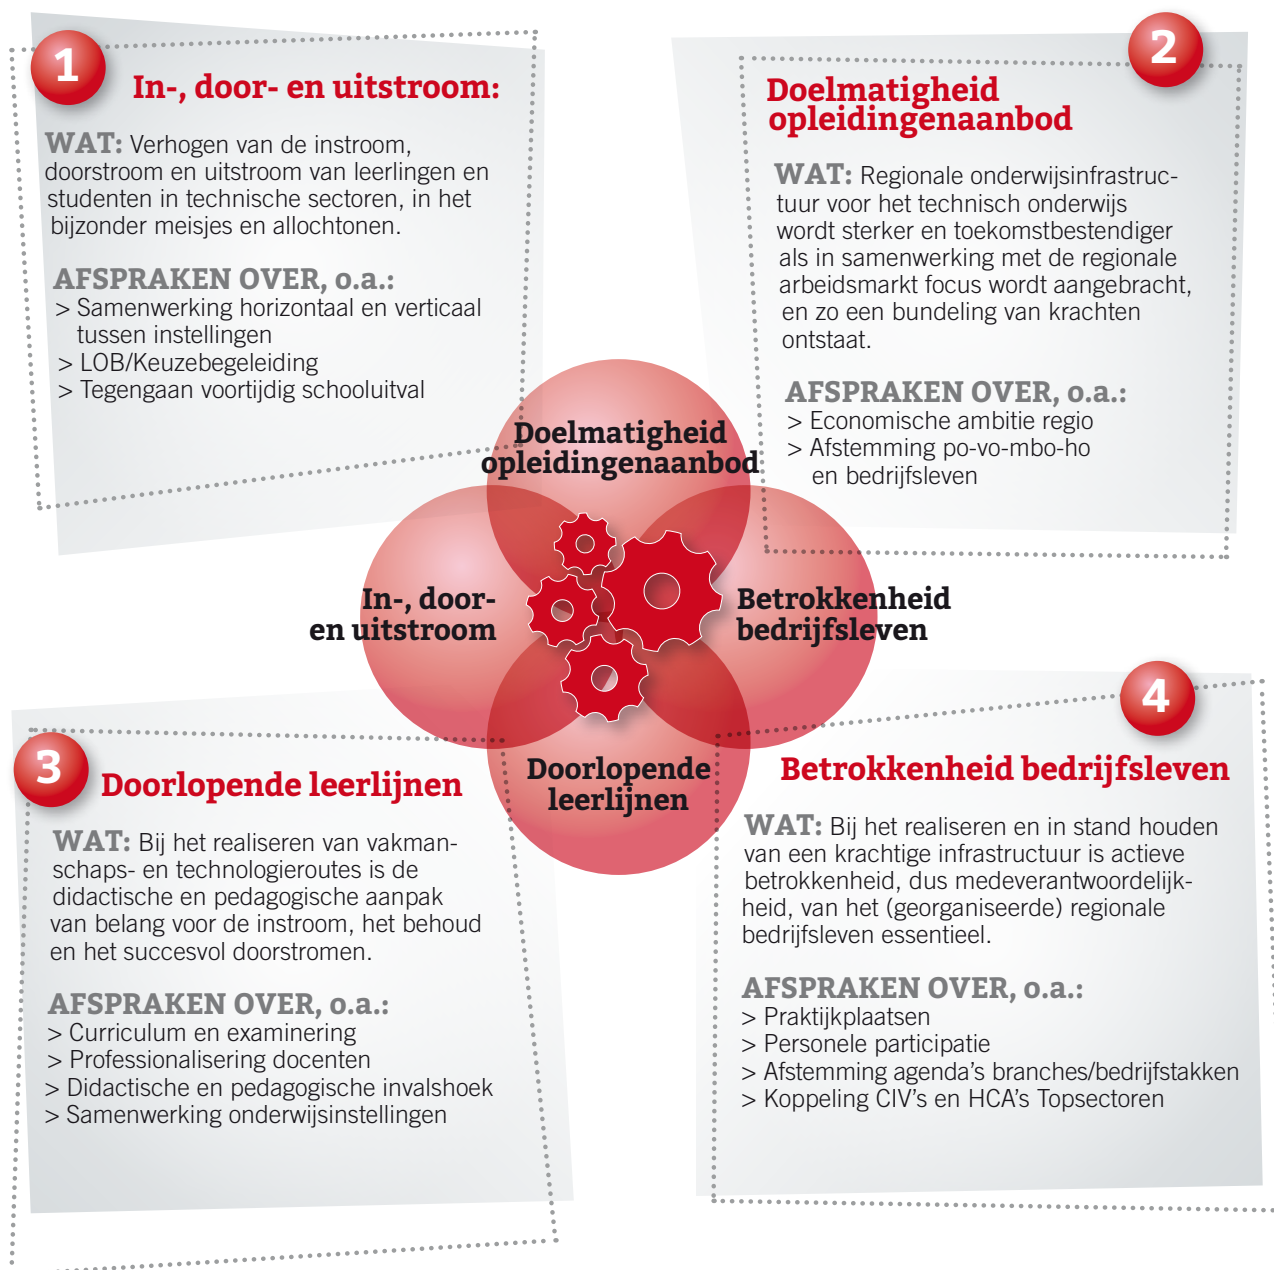 1
In-, door- en uitstroom:
WAT: Verhogen van de instroom,
doorstroom en uitstroom van leerlingen en
studenten in technische sectoren, in het
bijzonder meisjes en allochtonen.
AFSPRAKEN OVER, o.a.:
> Samenwerking horizontaal en verticaal
tussen instellingen
> LOB/Keuzebegeleiding
> Tegengaan voortijdig schooluitval
2
Doelmatigheid
opleidingenaanbod
WAT: Regionale onderwijsinfrastruc-
tuur voor het technisch onderwijs
wordt sterker en toekomstbestendiger
als in samenwerking met de regionale
arbeidsmarkt focus wordt aangebracht,
en zo een bundeling van krachten
ontstaat.
AFSPRAKEN OVER, o.a.:
> Economische ambitie regio
> Afstemming po-vo-mbo-ho
en bedrijfsleven
Doelmatigheid
opleidingenaanbod
In-, door-
en uitstroom
Betrokkenheid
bedrijfsleven
Doorlopende
leerlijnen
3
Doorlopende leerlijnen
WAT: Bij het realiseren van vakman-
schaps- en technologieroutes is de
didactische en pedagogische aanpak
van belang voor de instroom, het behoud
en het succesvol doorstromen.
AFSPRAKEN OVER, o.a.:
> Curriculum en examinering
> Professionalisering docenten
> Didactische en pedagogische invalshoek
> Samenwerking onderwijsinstellingen
4
Betrokkenheid bedrijfsleven
WAT: Bij het realiseren en in stand houden
van een krachtige infrastructuur is actieve
betrokkenheid, dus medeverantwoordelijk-
heid, van het (georganiseerde) regionale
bedrijfsleven essentieel.
AFSPRAKEN OVER, o.a.:
> Praktijkplaatsen
> Personele participatie
> Afstemming agenda's branches/bedrijfstakken
> Koppeling CIV's en HCA's Topsectoren